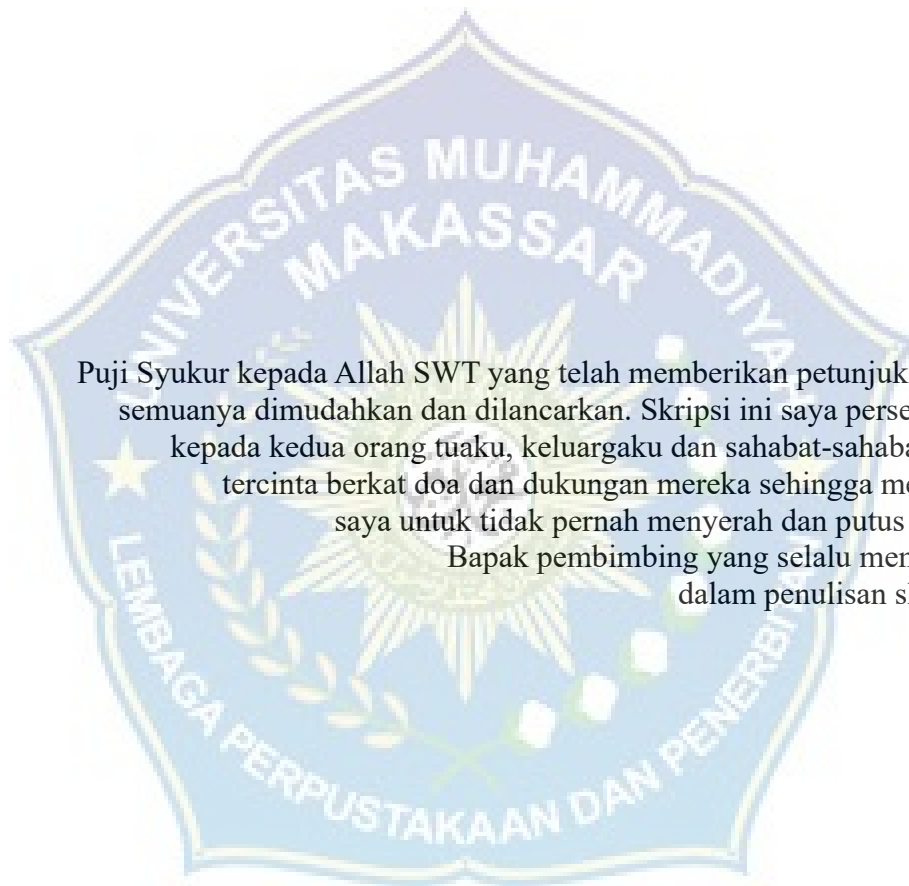 UNIVERSITAS MUHAMMADIYAH
MAKASSAR
Puji Syukur kepada Allah SWT yang telah memberikan petunjuk
semuanya dimudahkan dan dilancarkan. Skripsi ini saya perse
kepada kedua orang tuaku, keluargaku dan sahabat-sahaba
tercinta berkat doa dan dukungan mereka sehingga me
saya untuk tidak pernah menyerah dan putus
Bapak pembimbing yang selalu mem
dalam penulisan sk
LEMBAGA PERPUSTAKAAN DAN PENERBITAN